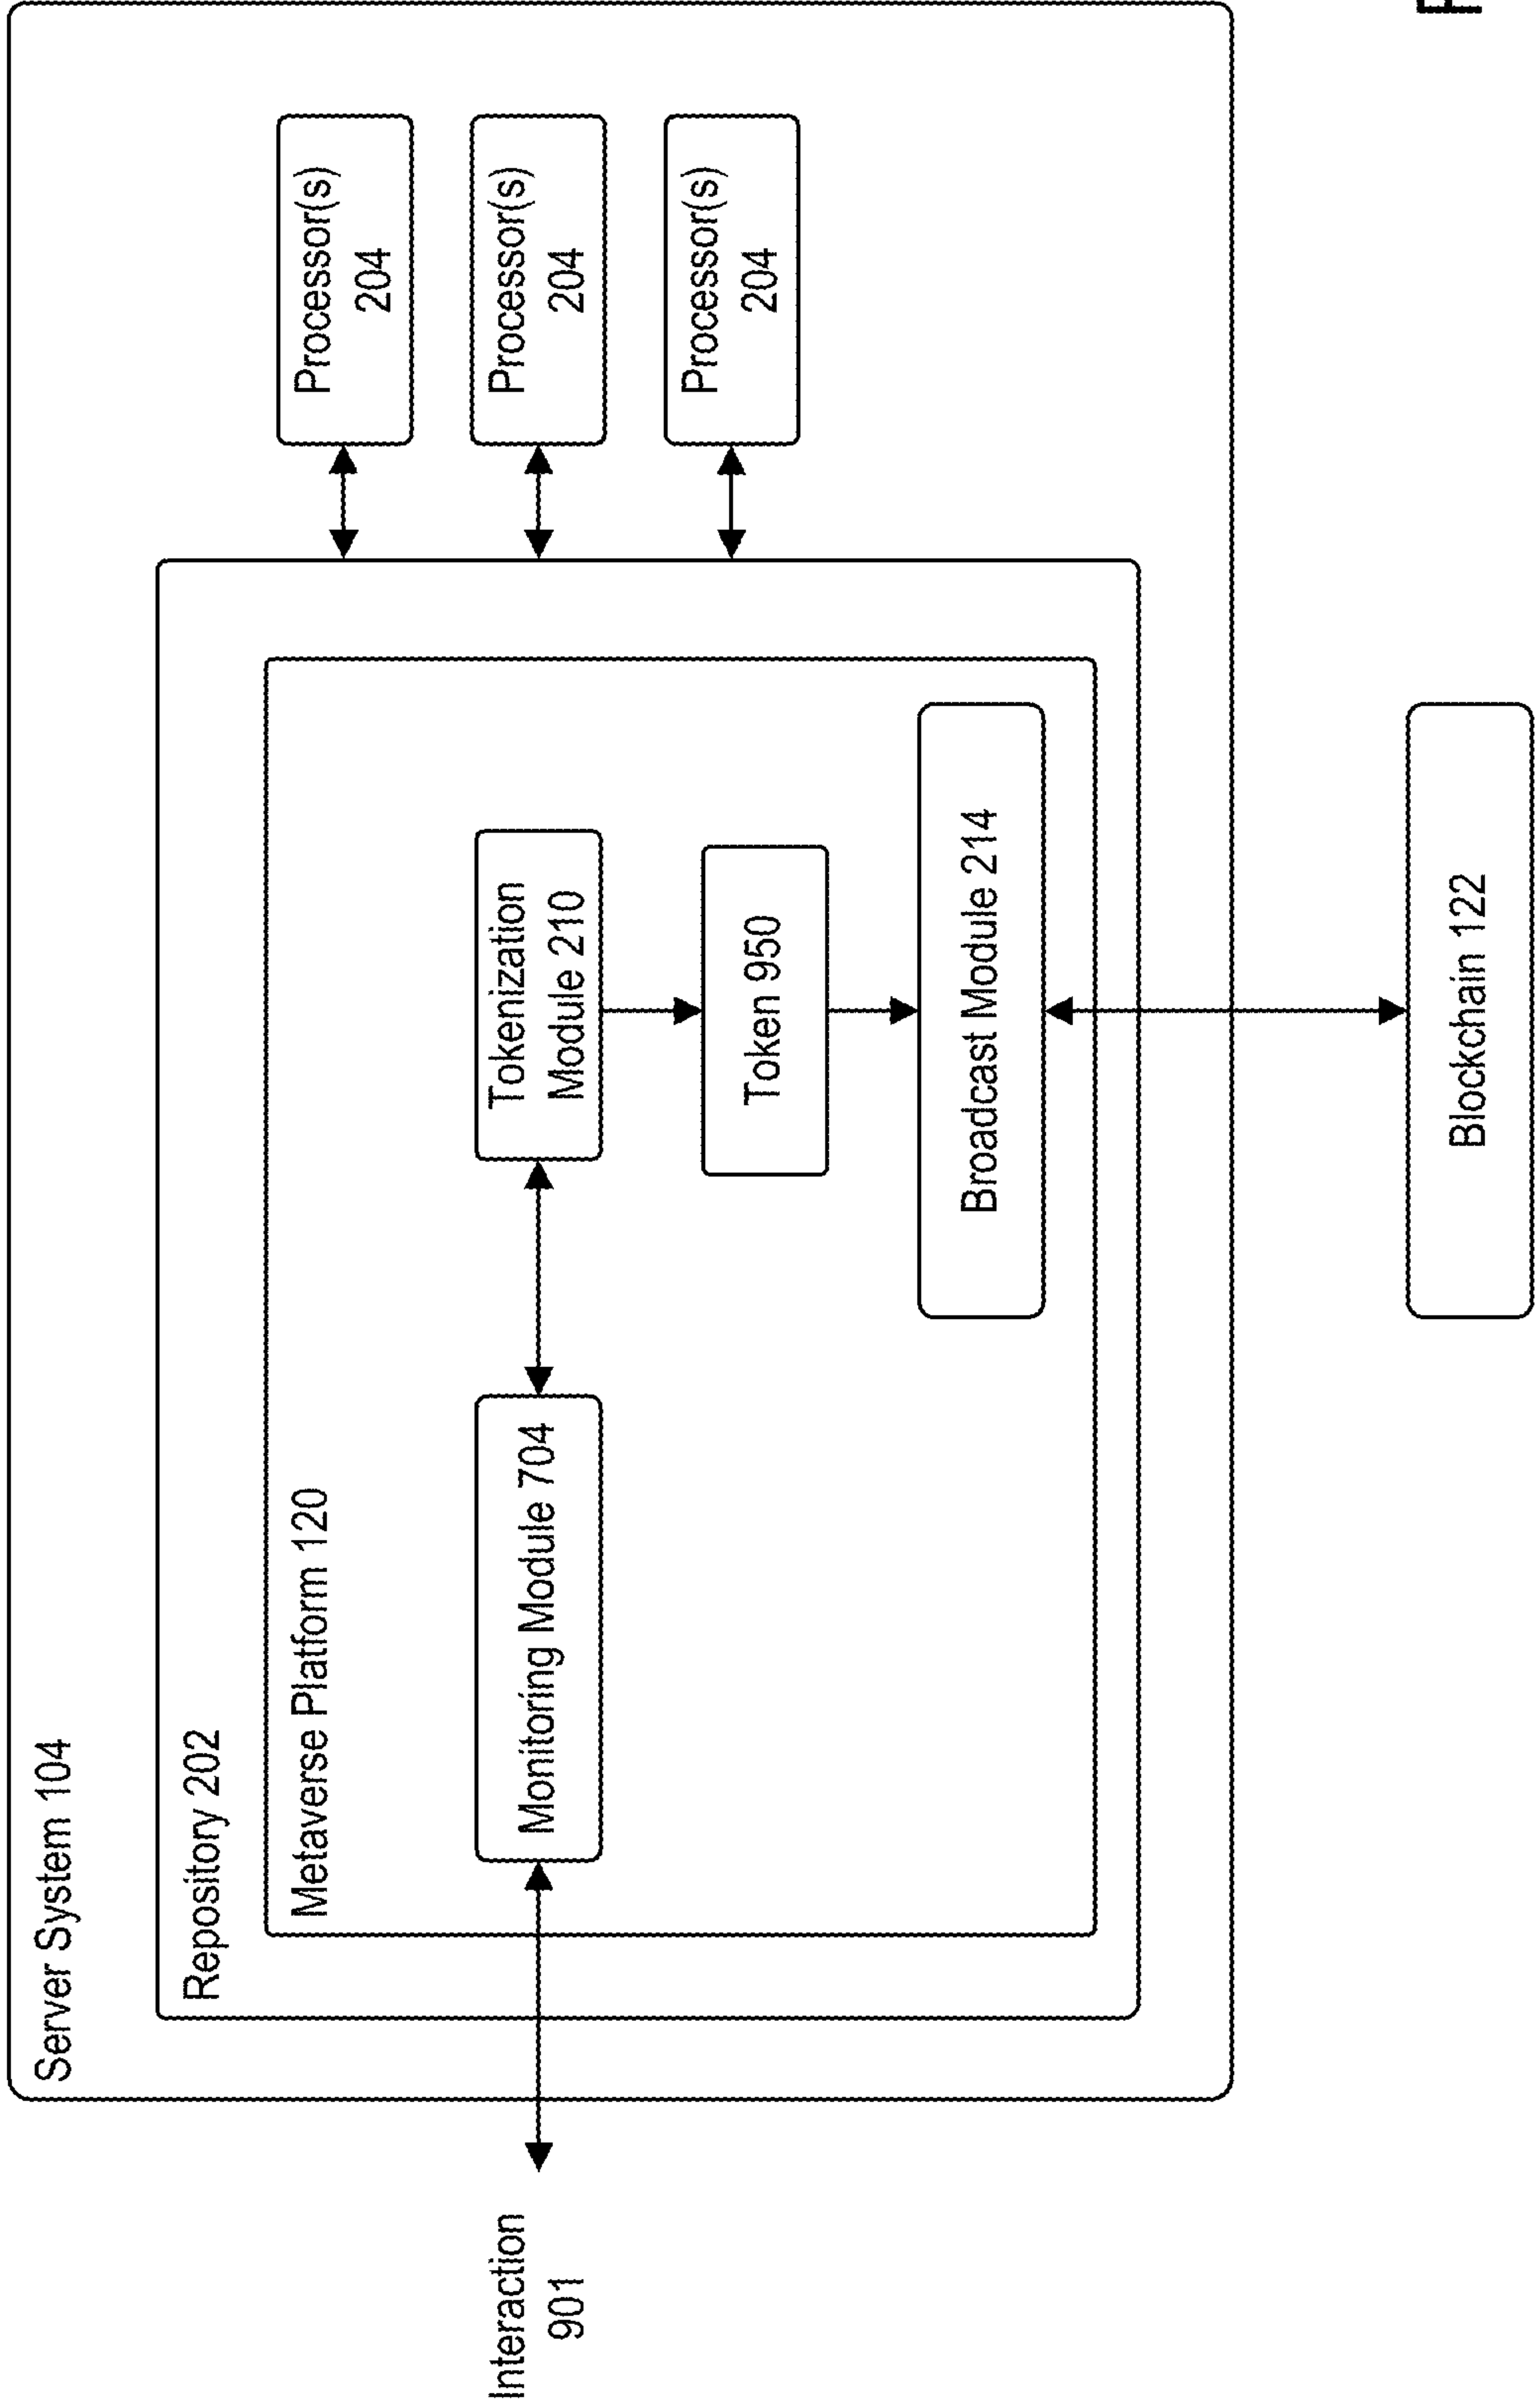 Server System 104
Repository 202
Metaverse Platform 120
Interaction
901
Monitoring Module 704
Tokenization
Module 210
Token 950
Broadcast Module 214
Processor(s)
204
Processor(s)
204
Processor(s)
204
Blockchain 122